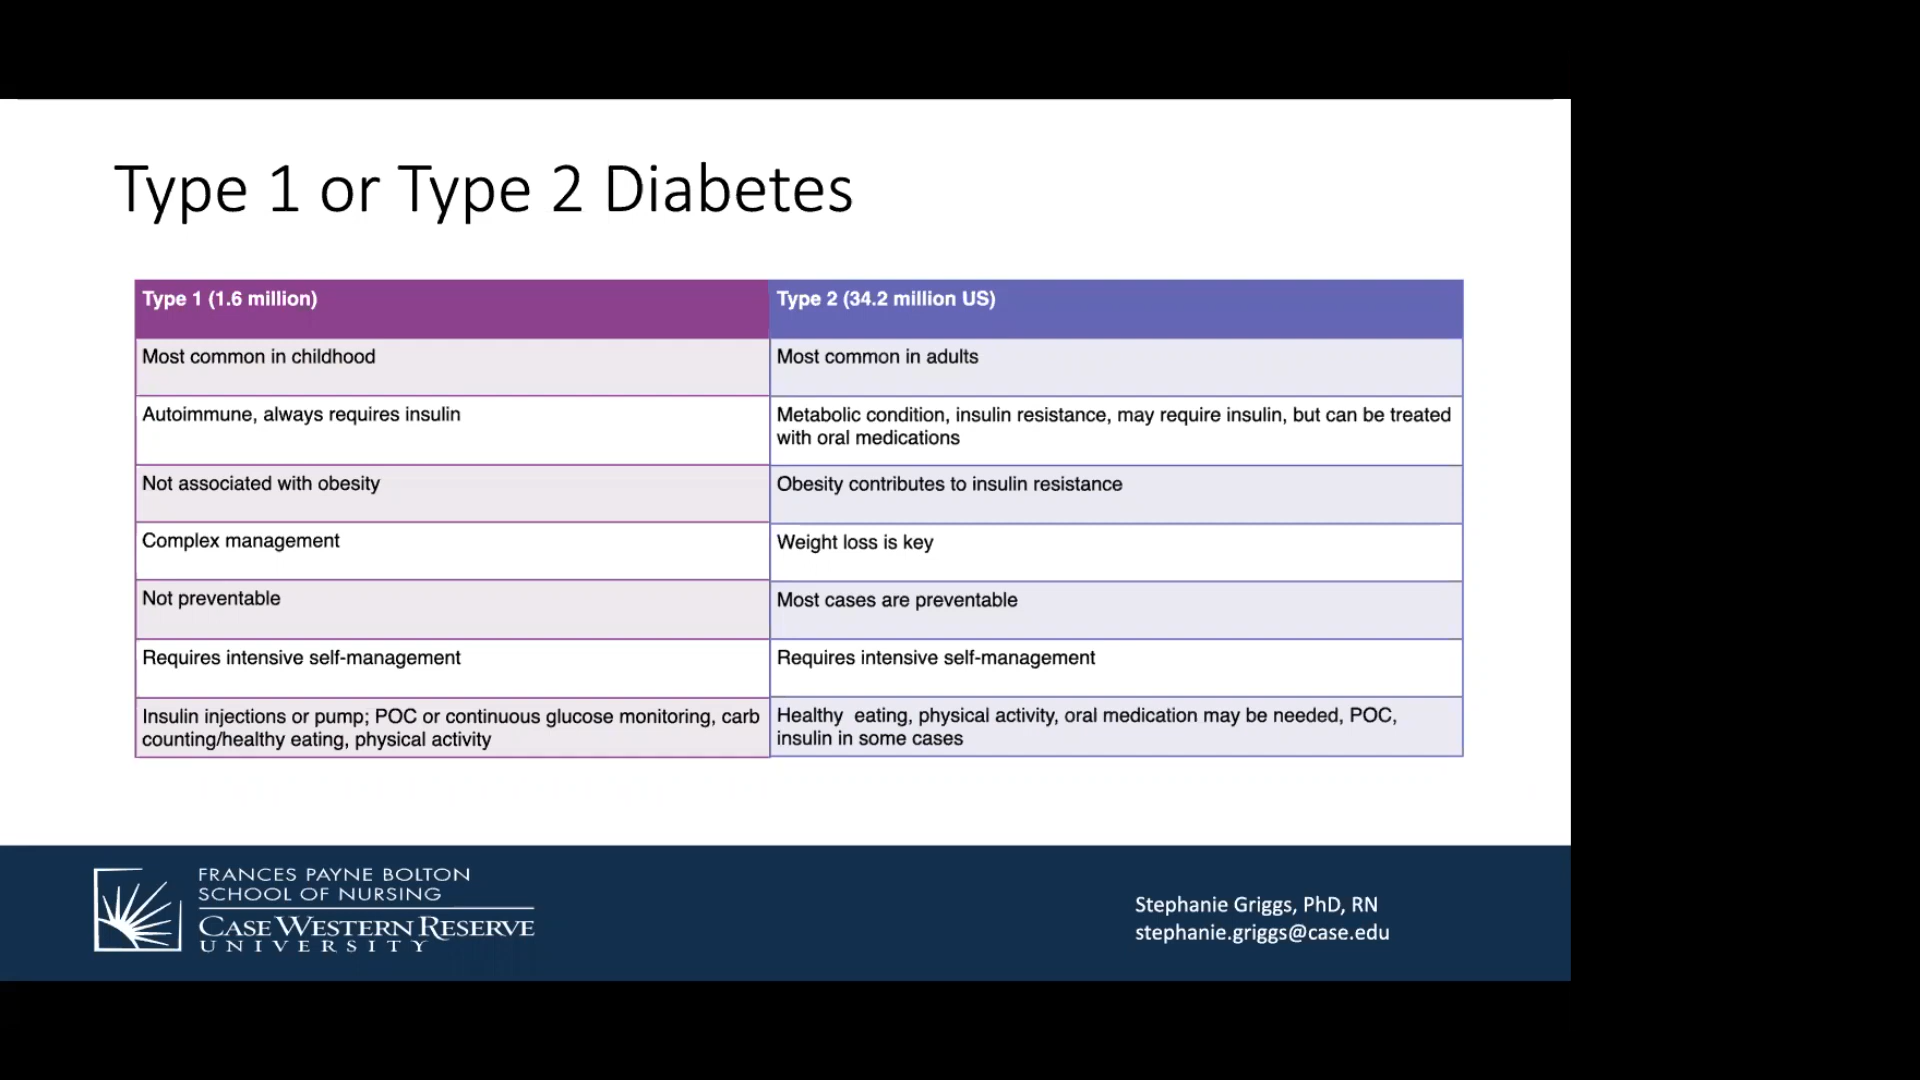 Type 1 or Type 2 Diabetes
Type 1 (1.6 million)
Type 2 (34.2 million US)
Most common in childhood
Most common in adults
Autoimmune, always requires insulin
Metabolic condition, insulin resistance, may require insulin, but can be treated
with oral medications
Not associated with obesity
Obesity contributes to insulin resistance
Complex management
Weight loss is key
Not preventable
Most cases are preventable
Requires intensive self-management
Requires intensive self-management
Insulin injections or pump; POC or continuous glucose monitoring, carb
counting/healthy eating, physical activity
Healthy  eating, physical activity, oral medication may be needed, POC,
insulin in some cases
FRANCES PAYNE BOLTON
SCHOOL OF NURSING
CASE WESTERN RESERVE
UNIVERSITY
Stephanie Griggs, PhD, RN
stephanie.griggs@case.edu